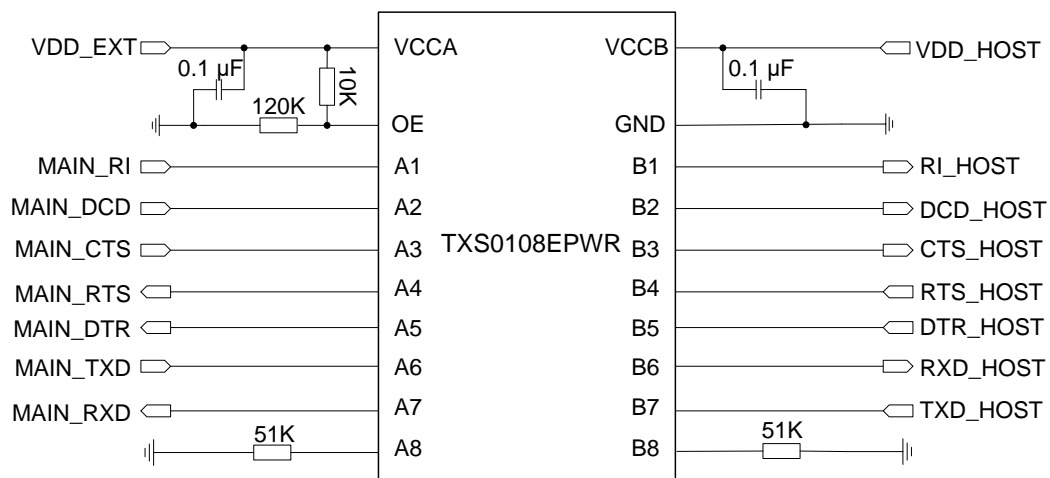 VDD_EXT
VCCA
VCCB
VDD_HOST
0.1 µF
10K
0.1 µF
120K
OE
GND
MAIN_RI
A1
B1
RI_HOST
MAIN_DCD
A2
B2
DCD_HOST
TXS0108EPWR
MAIN_CTS
A3
B3
CTS_HOST
MAIN_RTS
A4
B4
RTS_HOST
MAIN_DTR
A5
B5
DTR_HOST
MAIN_TXD
A6
B6
RXD_HOST
MAIN_RXD
A7
B7
TXD_HOST
51K
A8
B8
51K